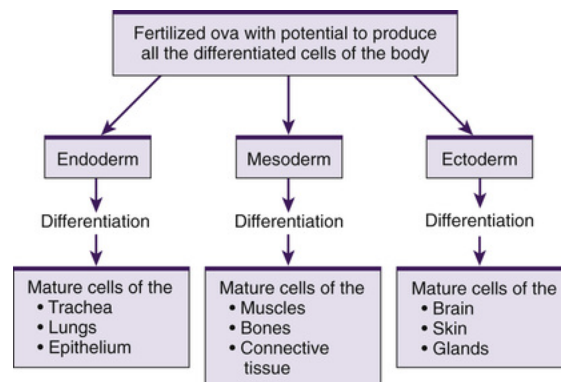 Fertilized ova with potential to produce
all the differentiated cells of the body
Endoderm
Mesoderm
Ectoderm
Differentiation
Differentiation
Differentiation
Mature cells of the
• Trachea
• Lungs
• Epithelium
Mature cells of the
• Muscles
• Bones
• Connective
tissue
Mature cells of the
• Brain
• Skin
• Glands